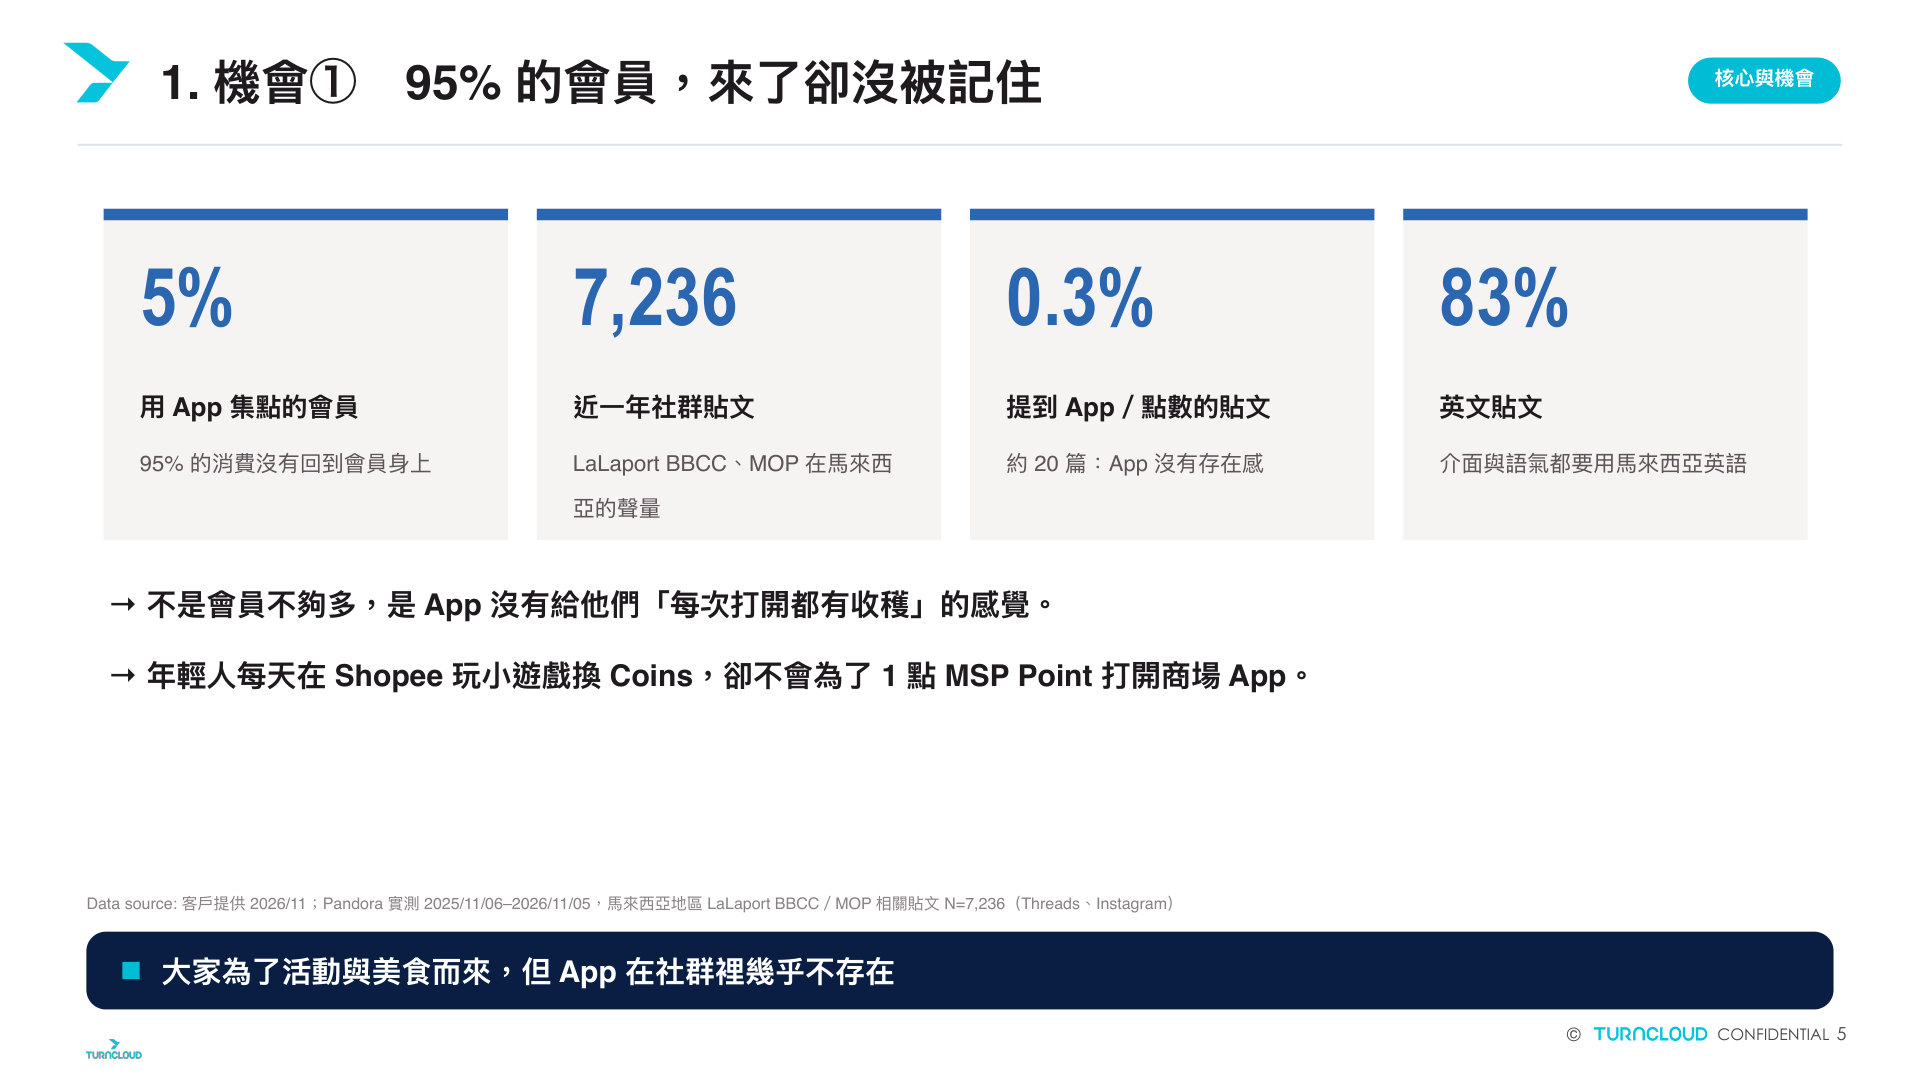 1. 機會①　95% 的會員，來了卻沒被記住
核心與機會
5%
用 App 集點的會員
95% 的消費沒有回到會員身上
7,236
近一年社群貼文
LaLaport BBCC、MOP 在馬來西
亞的聲量
0.3%
提到 App / 點數的貼文
約 20 篇：App 沒有存在感
83%
英文貼文
介面與語氣都要用馬來西亞英語
→ 不是會員不夠多，是 App 沒有給他們「每次打開都有收穫」的感覺。
→ 年輕人每天在 Shopee 玩小遊戲換 Coins，卻不會為了 1 點 MSP Point 打開商場 App。
Data source: 客戶提供 2026/11；Pandora 實測 2025/11/06–2026/11/05，馬來西亞地區 LaLaport BBCC / MOP 相關貼文 N=7,236（Threads、Instagram）
■ 大家為了活動與美食而來，但 App 在社群裡幾乎不存在
TURNCLOUD
© TURNCLOUD CONFIDENTIAL 5